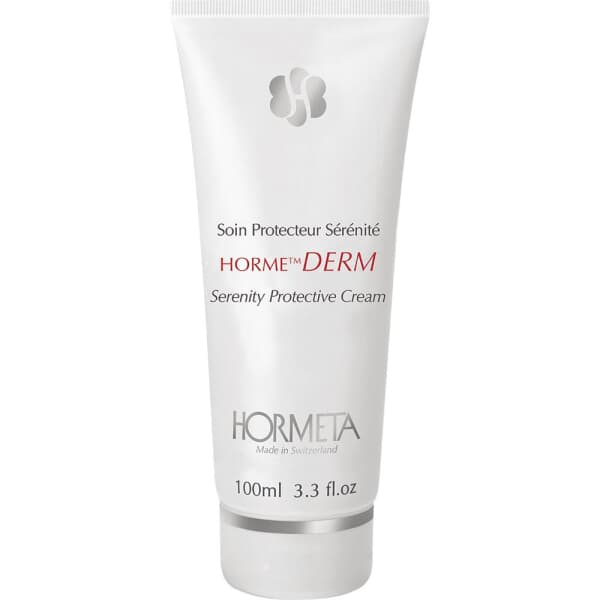 Soin Protecteur Sérénité
HORME™DERM
Serenity Protective Cream
HORMETA
Made in Switzerland
100ml 3.3 fl.oz